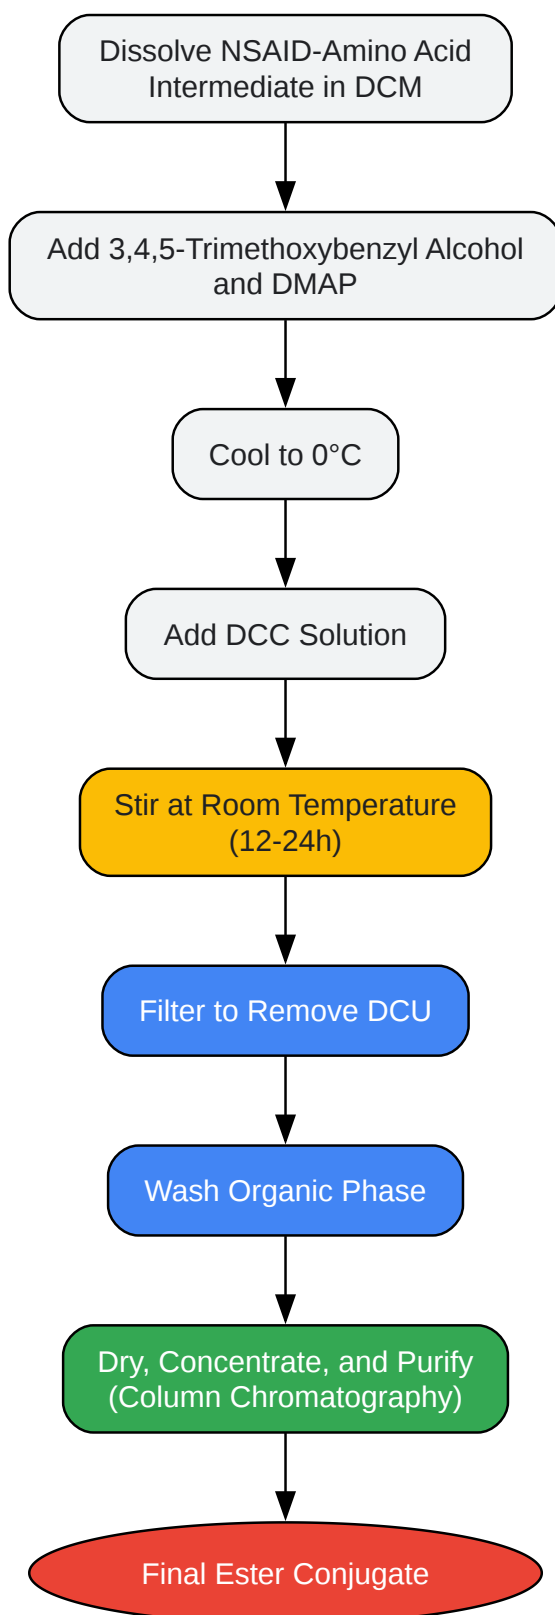 Dissolve NSAID-Amino Acid
Intermediate in DCM
Add 3,4,5-Trimethoxybenzyl Alcohol
and DMAP
Cool to 0°C
Add DCC Solution
Stir at Room Temperature
(12-24h)
Filter to Remove DCU
Wash Organic Phase
Dry, Concentrate, and Purify
(Column Chromatography)
Final Ester Conjugate